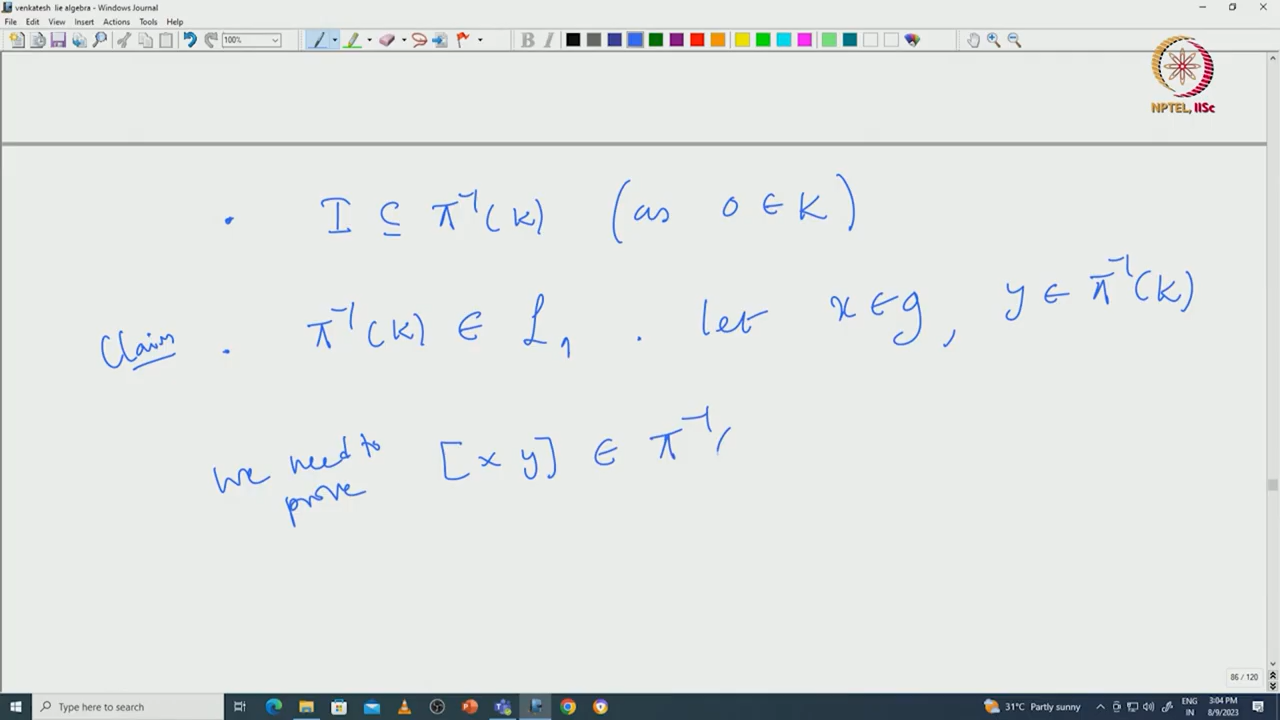 venkatesh lie algebra - Windows Journal
File Edit View Insert Actions Tools Help
100%
NPTEL, IISc
. I ⊆ π⁻¹(k) (as 0 ∈ K)
Claim . π⁻¹(k) ∈ L₁ . let x ∈ g, y ∈ π⁻¹(k)
we need to prove [x y] ∈ π⁻¹(
86 / 120
Type here to search
31°C Partly sunny
ENG IN
3:04 PM
8/9/2023